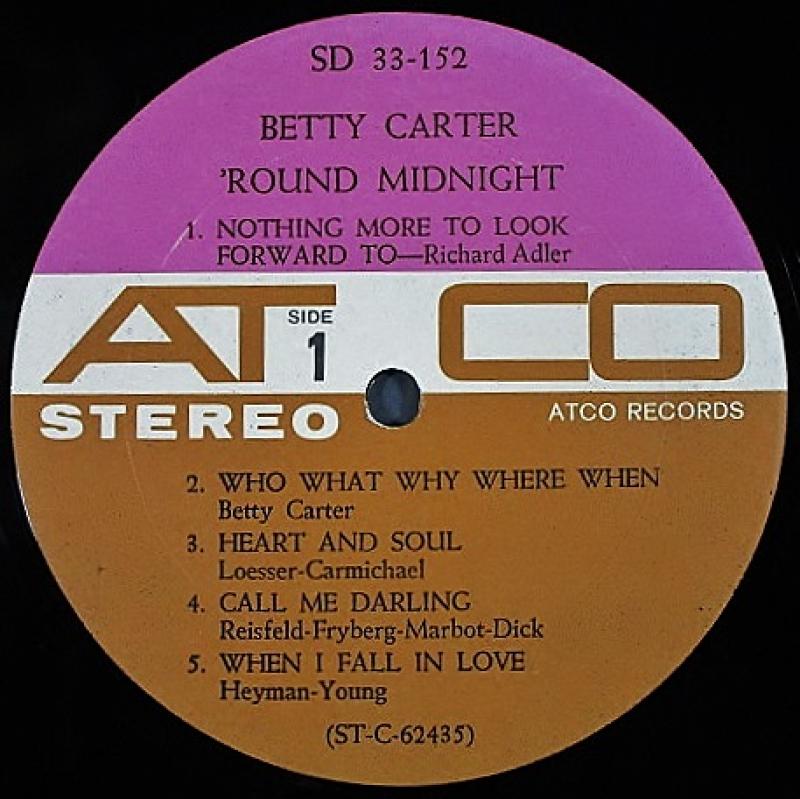 SD 33-152
BETTY CARTER
'ROUND MIDNIGHT
1. NOTHING MORE TO LOOK
FORWARD TO—Richard Adler
ATCO
SIDE
1
STEREO
ATCO RECORDS
2. WHO WHAT WHY WHERE WHEN
Betty Carter
3. HEART AND SOUL
Loesser-Carmichael
4. CALL ME DARLING
Reisfeld-Fryberg-Marbot-Dick
5. WHEN I FALL IN LOVE
Heyman-Young
(ST-C-62435)